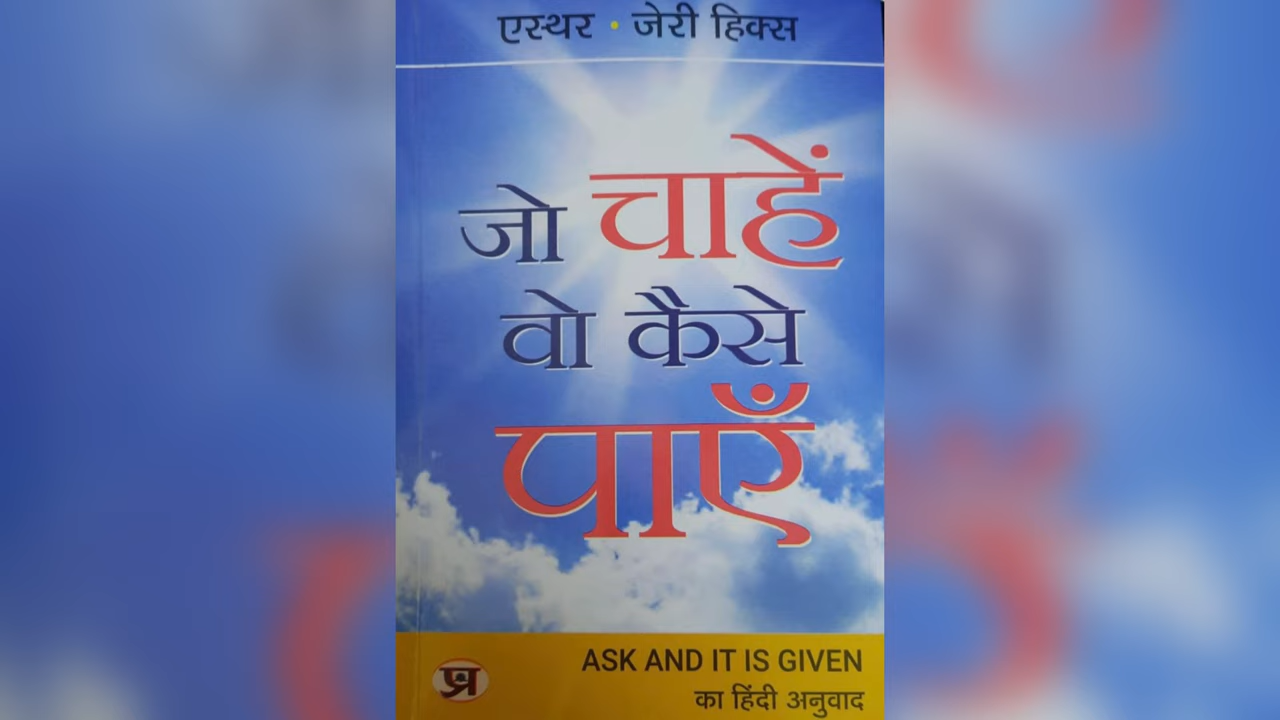 एस्थर • जेरी हिक्स
जो चाहें
वो कैसे
पाएँ
ASK AND IT IS GIVEN
प्र
का हिंदी अनुवाद